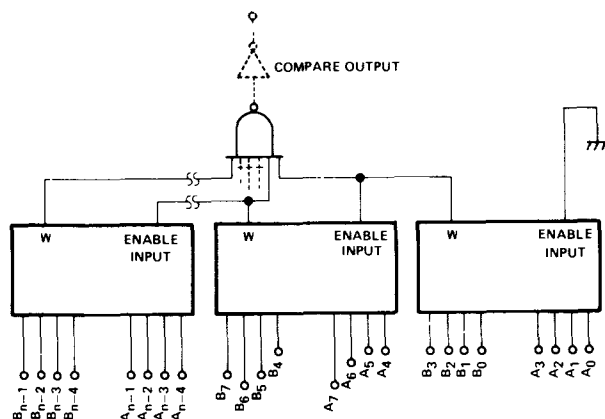 COMPARE OUTPUT
W
ENABLE
INPUT
W
ENABLE
INPUT
W
ENABLE
INPUT
Bn-1
Bn-2
Bn-3
Bn-4
An-1
An-2
An-3
An-4
B7
B6
B5
B4
A7
A6
A5
A4
B3
B2
B1
B0
A3
A2
A1
A0